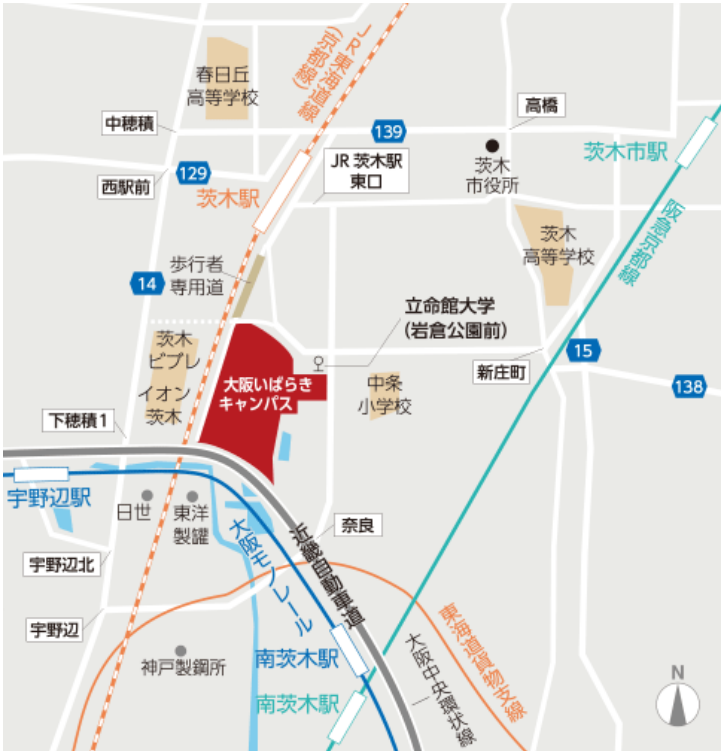 春日丘
高等学校
JR東海道線
(京都線)
中穂積
139
高橋
茨木市駅
129
西駅前
茨木駅
JR 茨木駅
東口
茨木
市役所
阪急京都線
茨木
高等学校
歩行者
専用道
14
立命館大学
(岩倉公園前)
茨木
ビブレ
イオン
茨木
大阪いばらき
キャンパス
中条
小学校
新庄町
15
138
下穂積1
宇野辺駅
日世
東洋
製罐
大阪モノレール
奈良
近畿自動車道
宇野辺北
宇野辺
神戸製鋼所
南茨木駅
南茨木駅
東海道貨物支線
大阪中央環状線
N